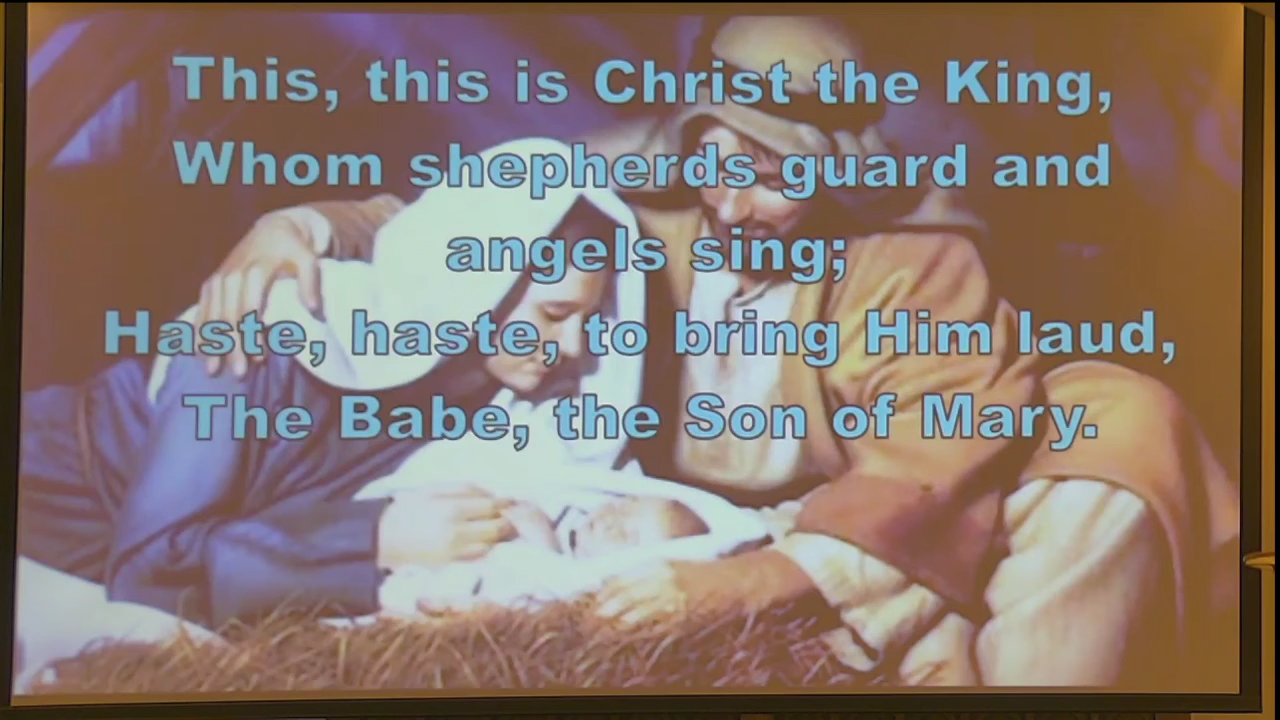 This, this is Christ the King,
Whom shepherds guard and
angels sing;
Haste, haste, to bring Him laud,
The Babe, the Son of Mary.